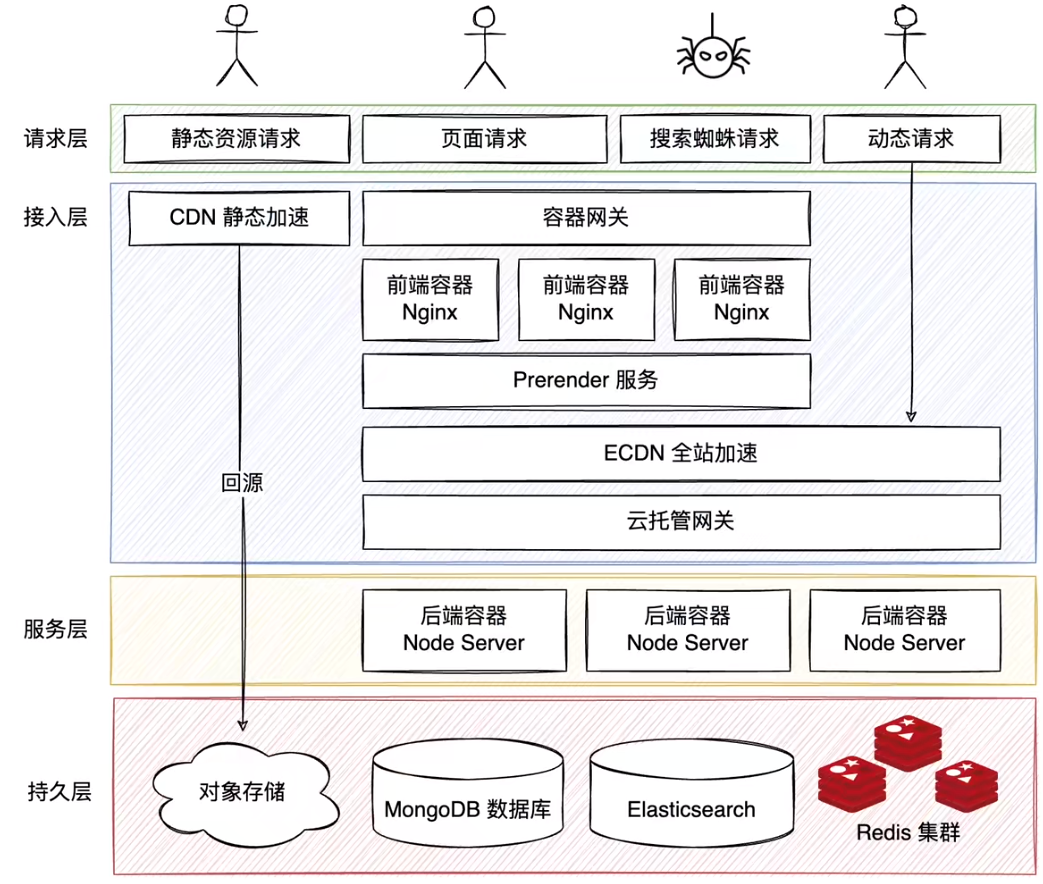 请求层
静态资源请求
页面请求
搜索蜘蛛请求
动态请求
接入层
CDN 静态加速
容器网关
前端容器
Nginx
前端容器
Nginx
前端容器
Nginx
Prerender 服务
ECDN 全站加速
回源
云托管网关
服务层
后端容器
Node Server
后端容器
Node Server
后端容器
Node Server
持久层
对象存储
MongoDB 数据库
Elasticsearch
Redis 集群